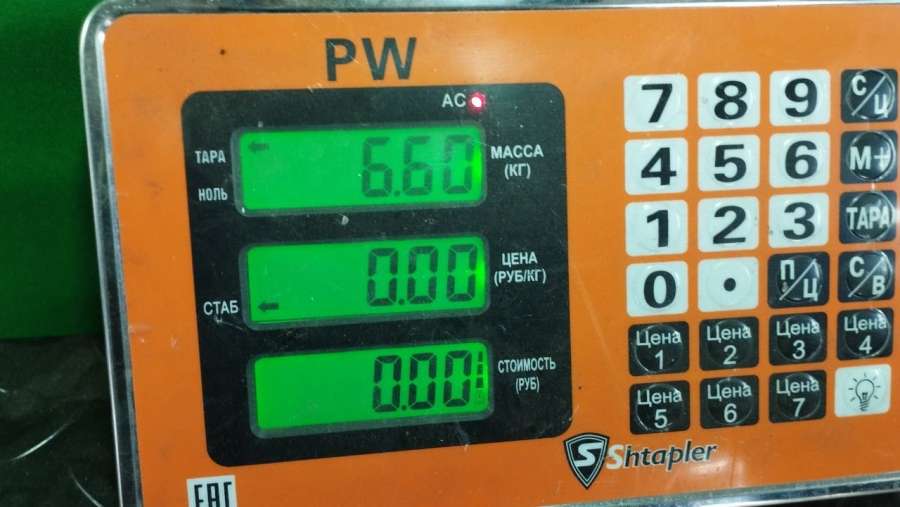 PW
AC
ТАРА
НОЛЬ
6.60
МАССА
(КГ)
СТАБ
0.00
ЦЕНА
(РУБ/КГ)
0.00
СТОИМОСТЬ
(РУБ)
7 8 9 С/Ц
4 5 6 М+
1 2 3 ТАРА
0 . П/Ц С/В
Цена 1 Цена 2 Цена 3 Цена 4
Цена 5 Цена 6 Цена 7
S Shtapler
EAC